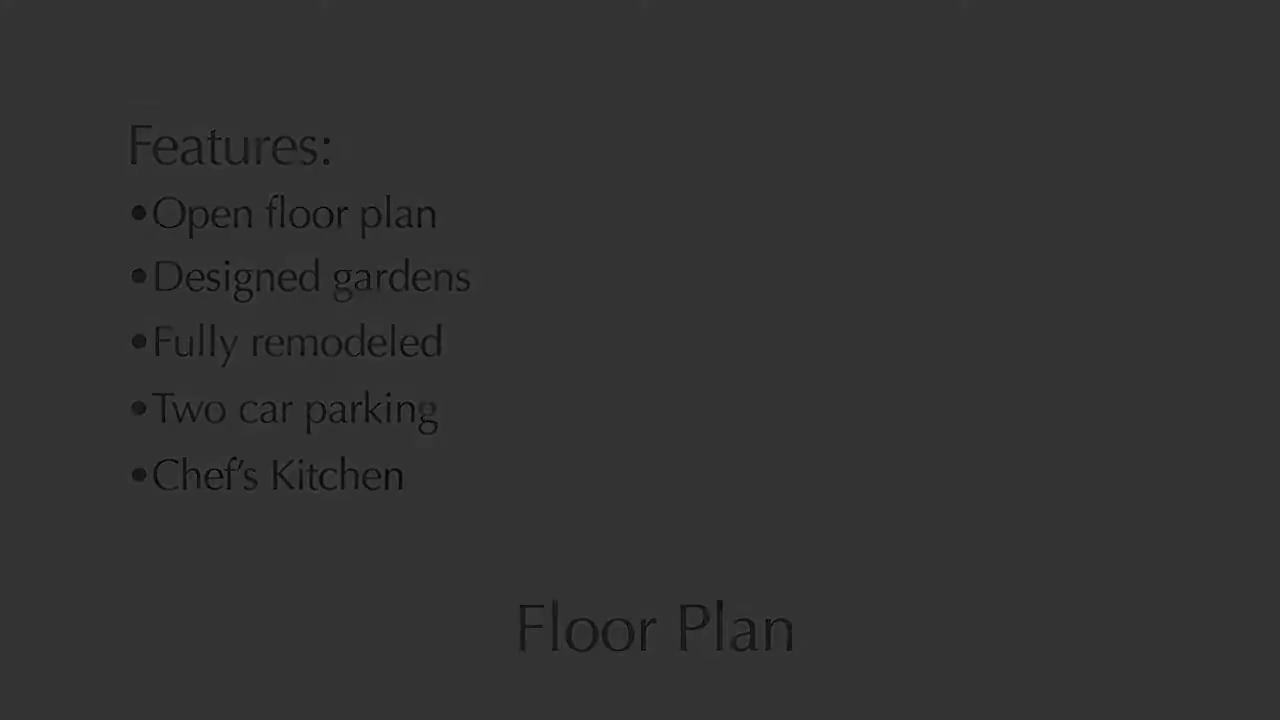 Features:
•Open floor plan
•Designed gardens
•Fully remodeled
•Two car parking
•Chef’s Kitchen
Floor Plan